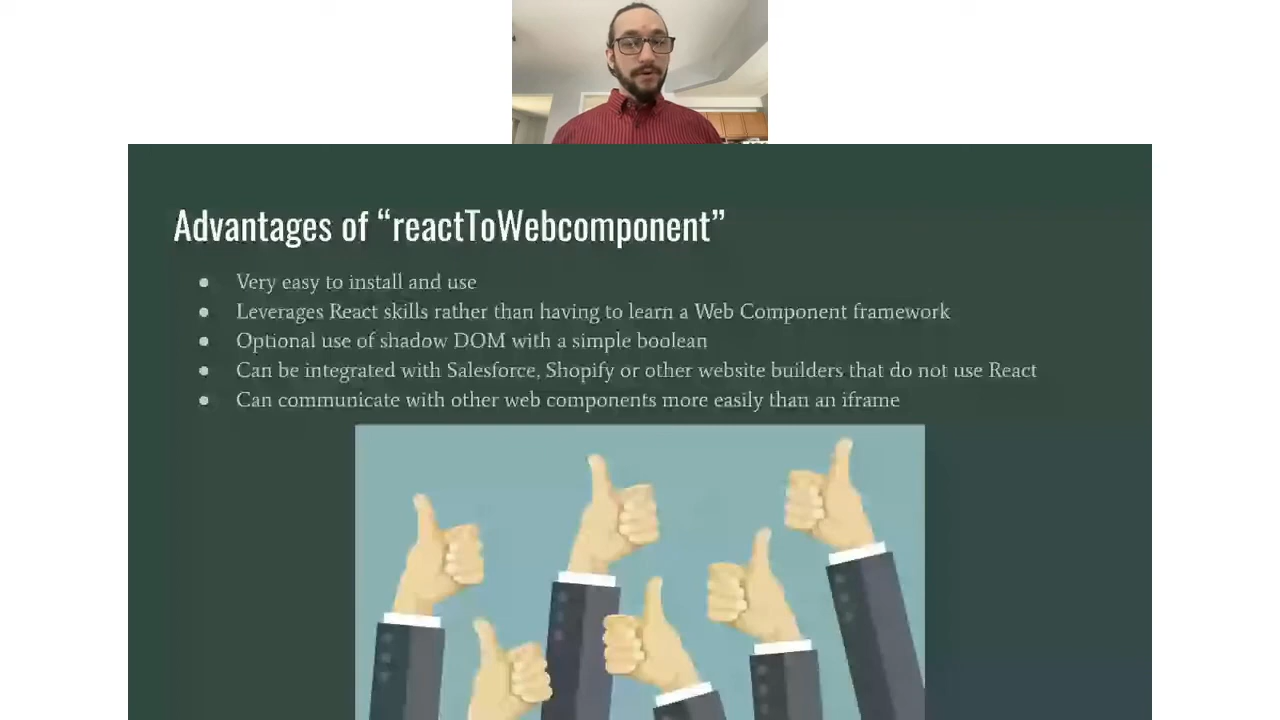 Advantages of “reactToWebcomponent”
● Very easy to install and use
● Leverages React skills rather than having to learn a Web Component framework
● Optional use of shadow DOM with a simple boolean
● Can be integrated with Salesforce, Shopify or other website builders that do not use React
● Can communicate with other web components more easily than an iframe